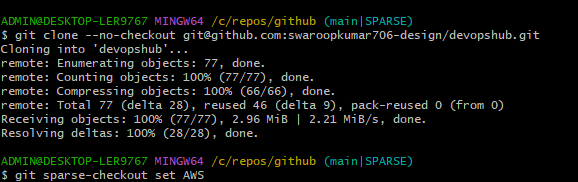 ADMIN@DESKTOP-LER9767 MINGW64 /c/repos/github (main|SPARSE)
$ git clone --no-checkout git@github.com:swaroopkumar706-design/devopshub.git
Cloning into 'devopshub'...
remote: Enumerating objects: 77, done.
remote: Counting objects: 100% (77/77), done.
remote: Compressing objects: 100% (66/66), done.
remote: Total 77 (delta 28), reused 46 (delta 9), pack-reused 0 (from 0)
Receiving objects: 100% (77/77), 2.96 MiB | 2.21 MiB/s, done.
Resolving deltas: 100% (28/28), done.
ADMIN@DESKTOP-LER9767 MINGW64 /c/repos/github (main|SPARSE)
$ git sparse-checkout set AWS